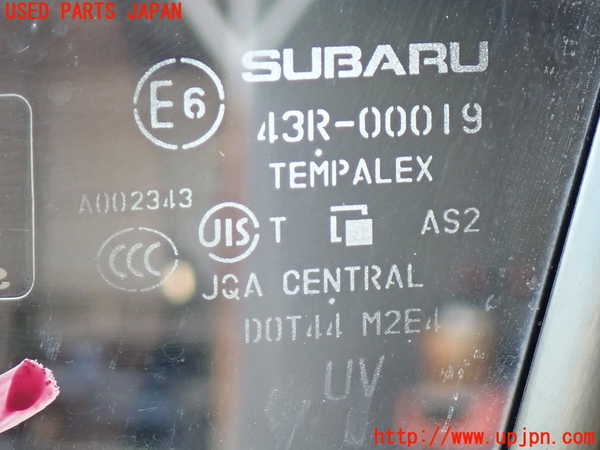 USED PARTS JAPAN
SUBARU
E6
43R-00019
TEMPALEX
A002343
JIS T AS2
CCC
JQA CENTRAL
DOT44 M2E4
UV
http://www.upjpn.com